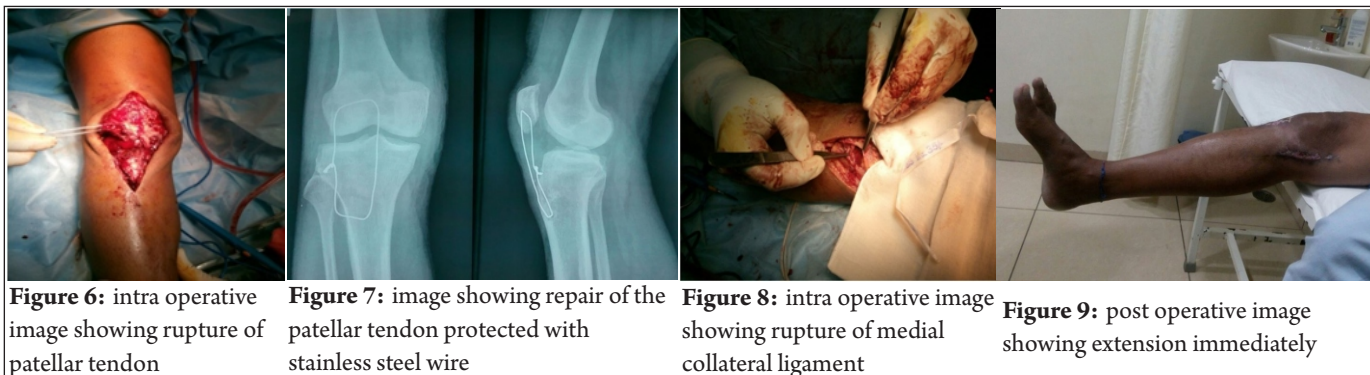 Figure 6: intra operative
image showing rupture of
patellar tendon
Figure 7: image showing repair of the
patellar tendon protected with
stainless steel wire
Figure 8: intra operative image
showing rupture of medial
collateral ligament
Figure 9: post operative image
showing extension immediately